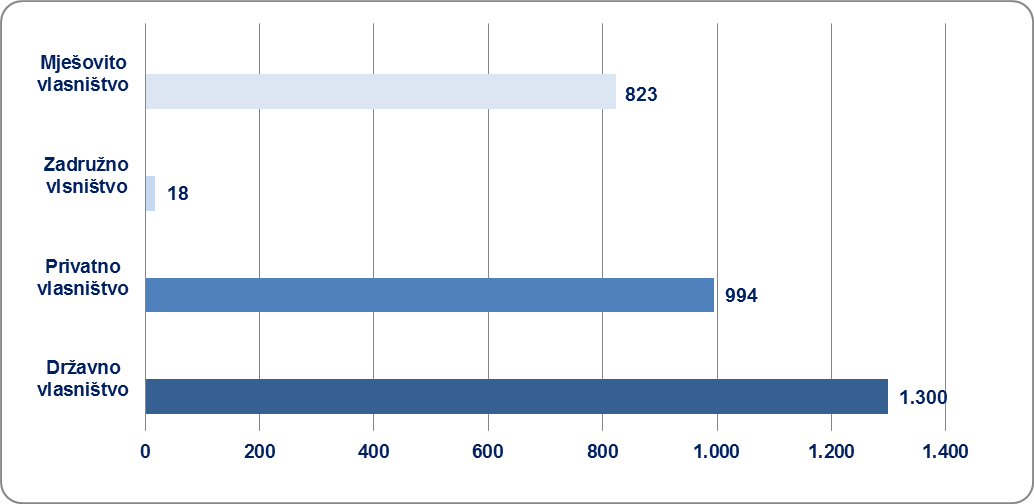 Mješovito
vlasništvo
823
Zadružno
vlsništvo
18
Privatno
vlasništvo
994
Državno
vlasništvo
1.300
0 200 400 600 800 1.000 1.200 1.400